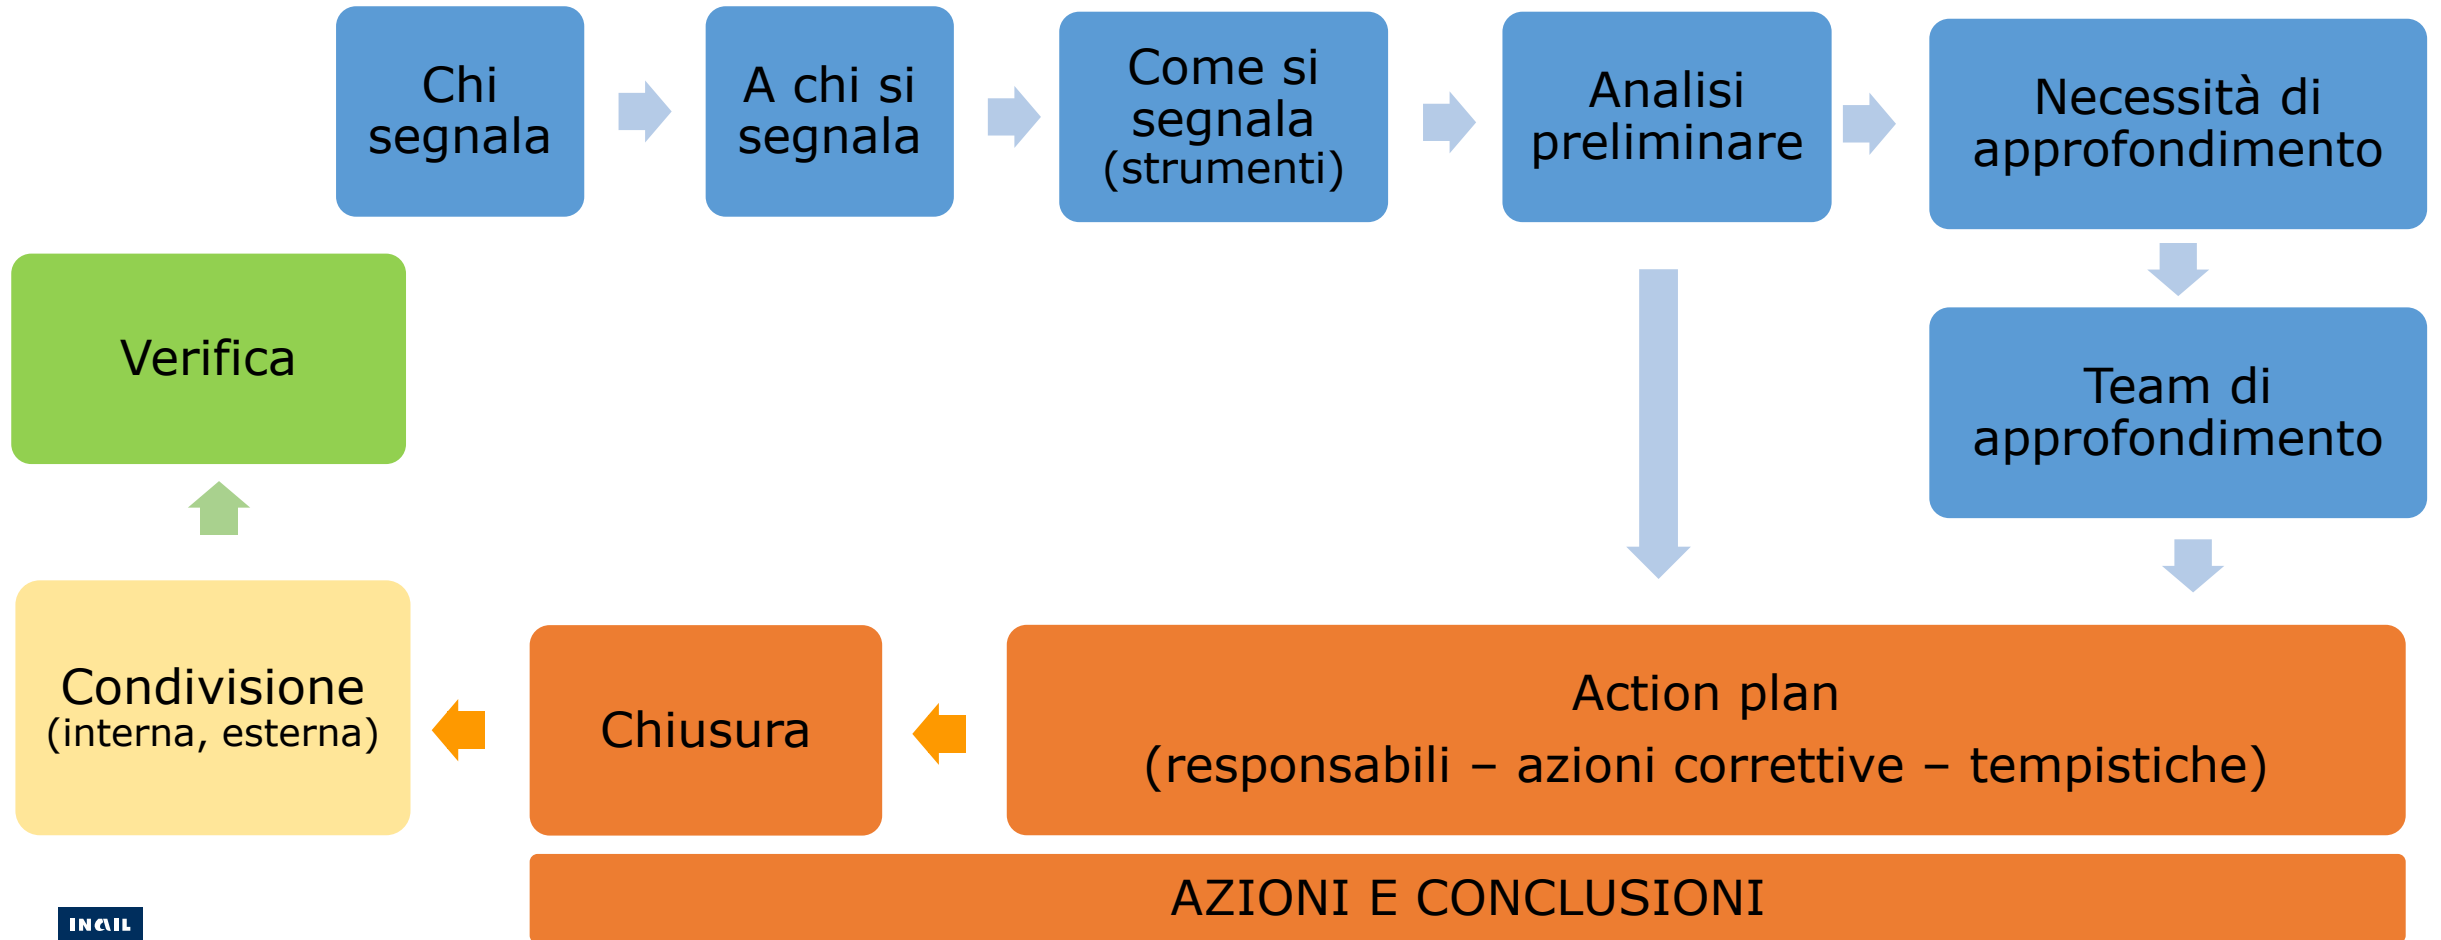 Chi
segnala
A chi si
segnala
Come si
segnala
(strumenti)
Analisi
preliminare
Necessità di
approfondimento
Team di
approfondimento
Action plan
(responsabili – azioni correttive – tempistiche)
Chiusura
Condivisione
(interna, esterna)
Verifica
AZIONI E CONCLUSIONI
INAIL